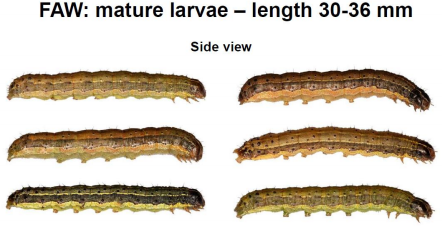 FAW: mature larvae – length 30-36 mm
Side view